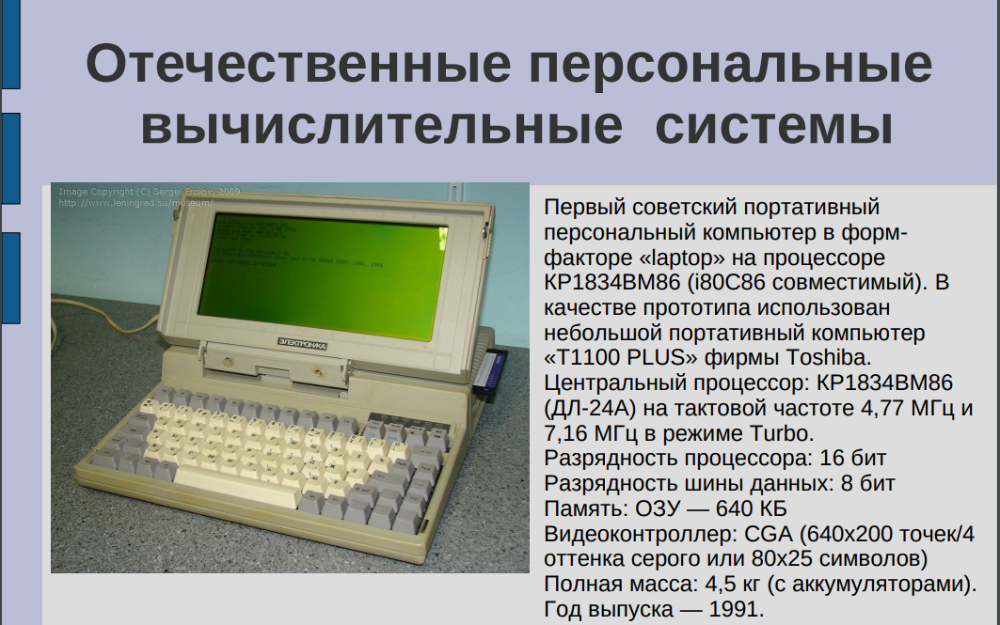 Отечественные персональные
вычислительные системы
Image Copyright (C) Sergei Frolov, 2009
http://www.leningrad.su/museum/
ЭЛЕКТРОНИКА
Первый советский портативный
персональный компьютер в форм-
факторе «laptop» на процессоре
КР1834ВМ86 (i80C86 совместимый). В
качестве прототипа использован
небольшой портативный компьютер
«T1100 PLUS» фирмы Toshiba.
Центральный процессор: КР1834ВМ86
(ДЛ-24А) на тактовой частоте 4,77 МГц и
7,16 МГц в режиме Turbo.
Разрядность процессора: 16 бит
Разрядность шины данных: 8 бит
Память: ОЗУ — 640 КБ
Видеоконтроллер: CGA (640x200 точек/4
оттенка серого или 80x25 символов)
Полная масса: 4,5 кг (с аккумуляторами).
Год выпуска — 1991.